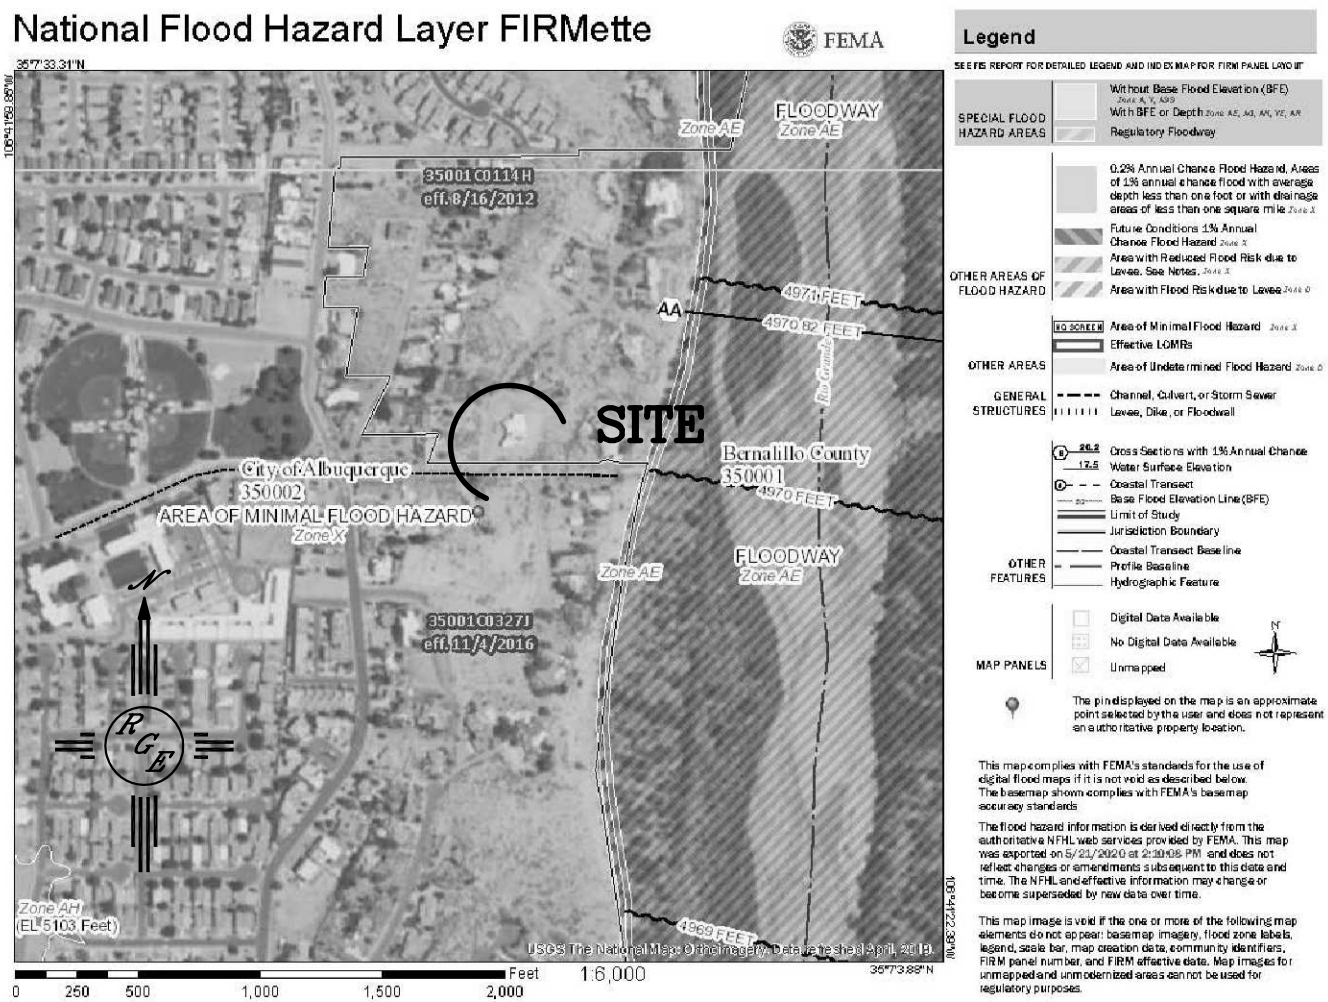 National Flood Hazard Layer FIRMette
FEMA
Legend
SEE FIS REPORT FOR DETAILED LEGEND AND INDEX MAP FOR FIRM PANEL LAYOUT
35°7'33.31"N
FLOODWAY
Zone AE
Zone AE
35001C0114H
eff. 8/16/2012
4971 FEET
AA
4970.82 FEET
Rio Grande
SITE
City of Albuquerque
350002
Bernalillo County
350001
4970 FEET
AREA OF MINIMAL FLOOD HAZARD
Zone X
FLOODWAY
Zone AE
Zone AE
N
35001C0327J
eff. 11/4/2016
RGE
Zone AH
(EL 5103 Feet)
4969 FEET
USGS The National Map: Orthoimagery. Data refreshed April, 2019.
106°41'22.39"W
35°7'3.88"N
Feet
1:6,000
0
250
500
1,000
1,500
2,000
SPECIAL FLOOD
HAZARD AREAS
Without Base Flood Elevation (BFE)
Zone A, V, A99
With BFE or Depth Zone AE, AO, AH, VE, AR
Regulatory Floodway
OTHER AREAS OF
FLOOD HAZARD
0.2% Annual Chance Flood Hazard, Areas
of 1% annual chance flood with average
depth less than one foot or with drainage
areas of less than one square mile Zone X
Future Conditions 1% Annual
Chance Flood Hazard Zone X
Area with Reduced Flood Risk due to
Levee. See Notes. Zone X
Area with Flood Risk due to Levee Zone D
OTHER AREAS
NO SCREEN Area of Minimal Flood Hazard Zone X
Effective LOMRs
Area of Undetermined Flood Hazard Zone D
GENERAL
STRUCTURES
Channel, Culvert, or Storm Sewer
Levee, Dike, or Floodwall
OTHER
FEATURES
B 20.2 Cross Sections with 1% Annual Chance
17.5 Water Surface Elevation
8 Coastal Transect
Base Flood Elevation Line (BFE)
Limit of Study
Jurisdiction Boundary
Coastal Transect Baseline
Profile Baseline
Hydrographic Feature
MAP PANELS
Digital Data Available
No Digital Data Available
Unmapped
N
The pin displayed on the map is an approximate
point selected by the user and does not represent
an authoritative property location.
This map complies with FEMA's standards for the use of
digital flood maps if it is not void as described below.
The basemap shown complies with FEMA's basemap
accuracy standards
The flood hazard information is derived directly from the
authoritative NFHL web services provided by FEMA. This map
was exported on 5/21/2020 at 2:10:08 PM and does not
reflect changes or amendments subsequent to this date and
time. The NFHL and effective information may change or
become superseded by new data over time.
This map image is void if the one or more of the following map
elements do not appear: basemap imagery, flood zone labels,
legend, scale bar, map creation date, community identifiers,
FIRM panel number, and FIRM effective date. Map images for
unmapped and unmodernized areas cannot be used for
regulatory purposes.